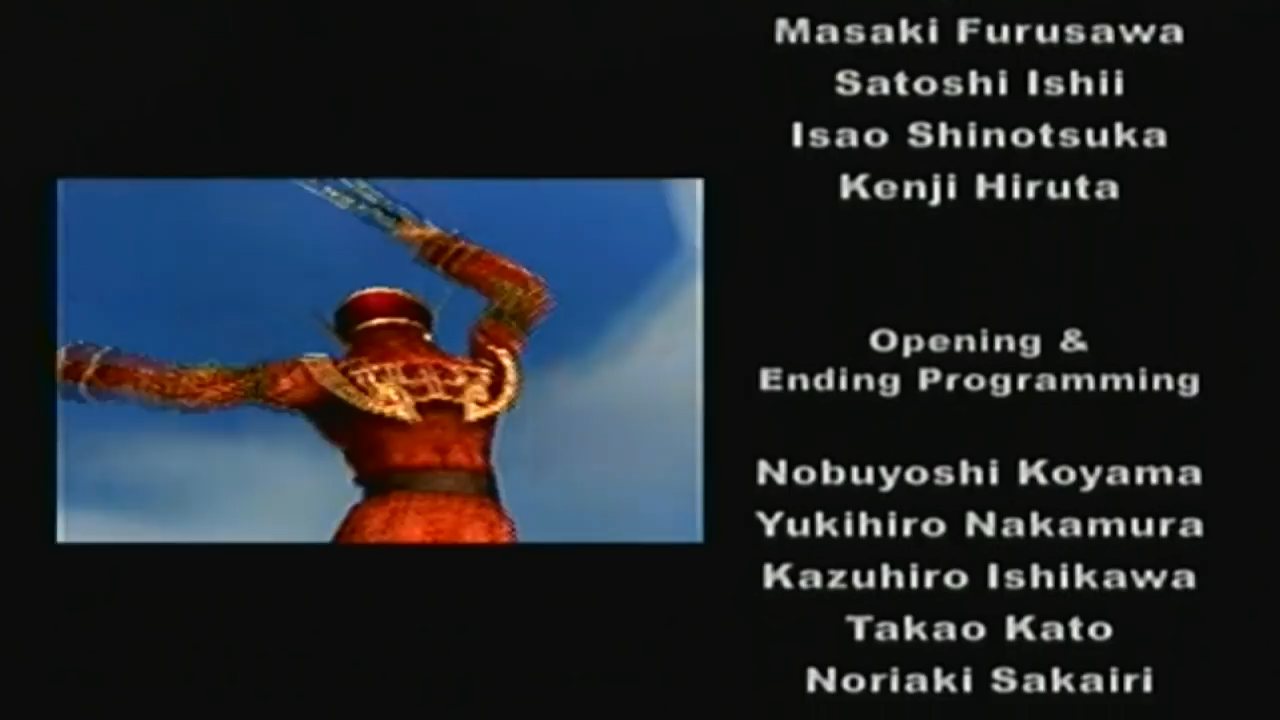 Masaki Furusawa
Satoshi Ishii
Isao Shinotsuka
Kenji Hiruta
Opening &
Ending Programming
Nobuyoshi Koyama
Yukihiro Nakamura
Kazuhiro Ishikawa
Takao Kato
Noriaki Sakairi